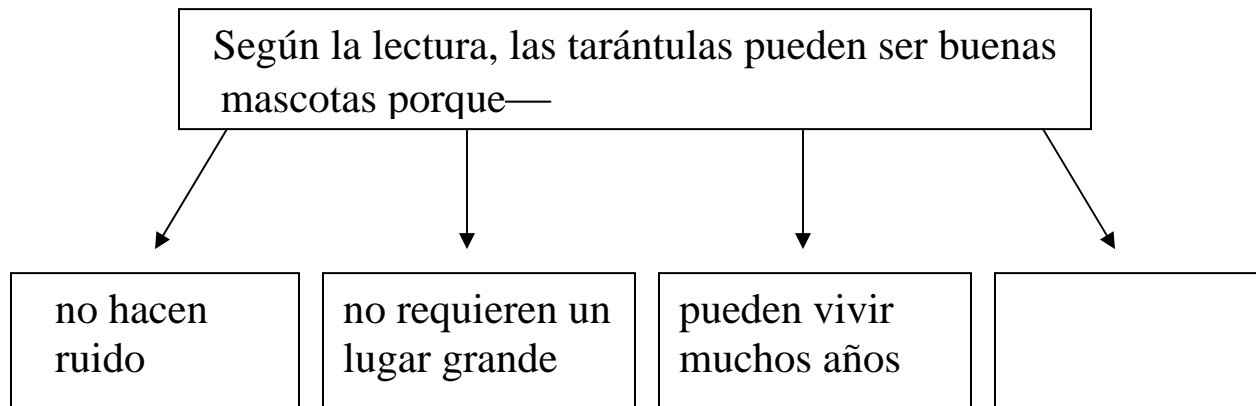 Según la lectura, las tarántulas pueden ser buenas
mascotas porque—
no hacen
ruido
no requieren un
lugar grande
pueden vivir
muchos años